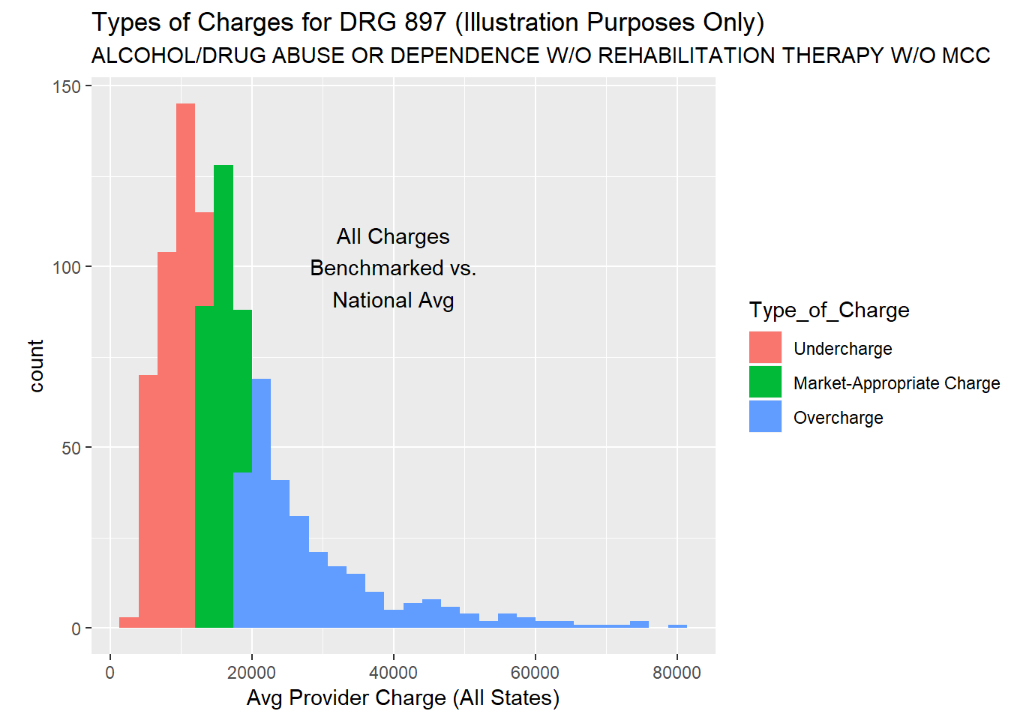 Types of Charges for DRG 897 (Illustration Purposes Only)
ALCOHOL/DRUG ABUSE OR DEPENDENCE W/O REHABILITATION THERAPY W/O MCC
150
100
50
0
count
All Charges
Benchmarked vs.
National Avg
0 20000 40000 60000 80000
Avg Provider Charge (All States)
Type_of_Charge
Undercharge
Market-Appropriate Charge
Overcharge